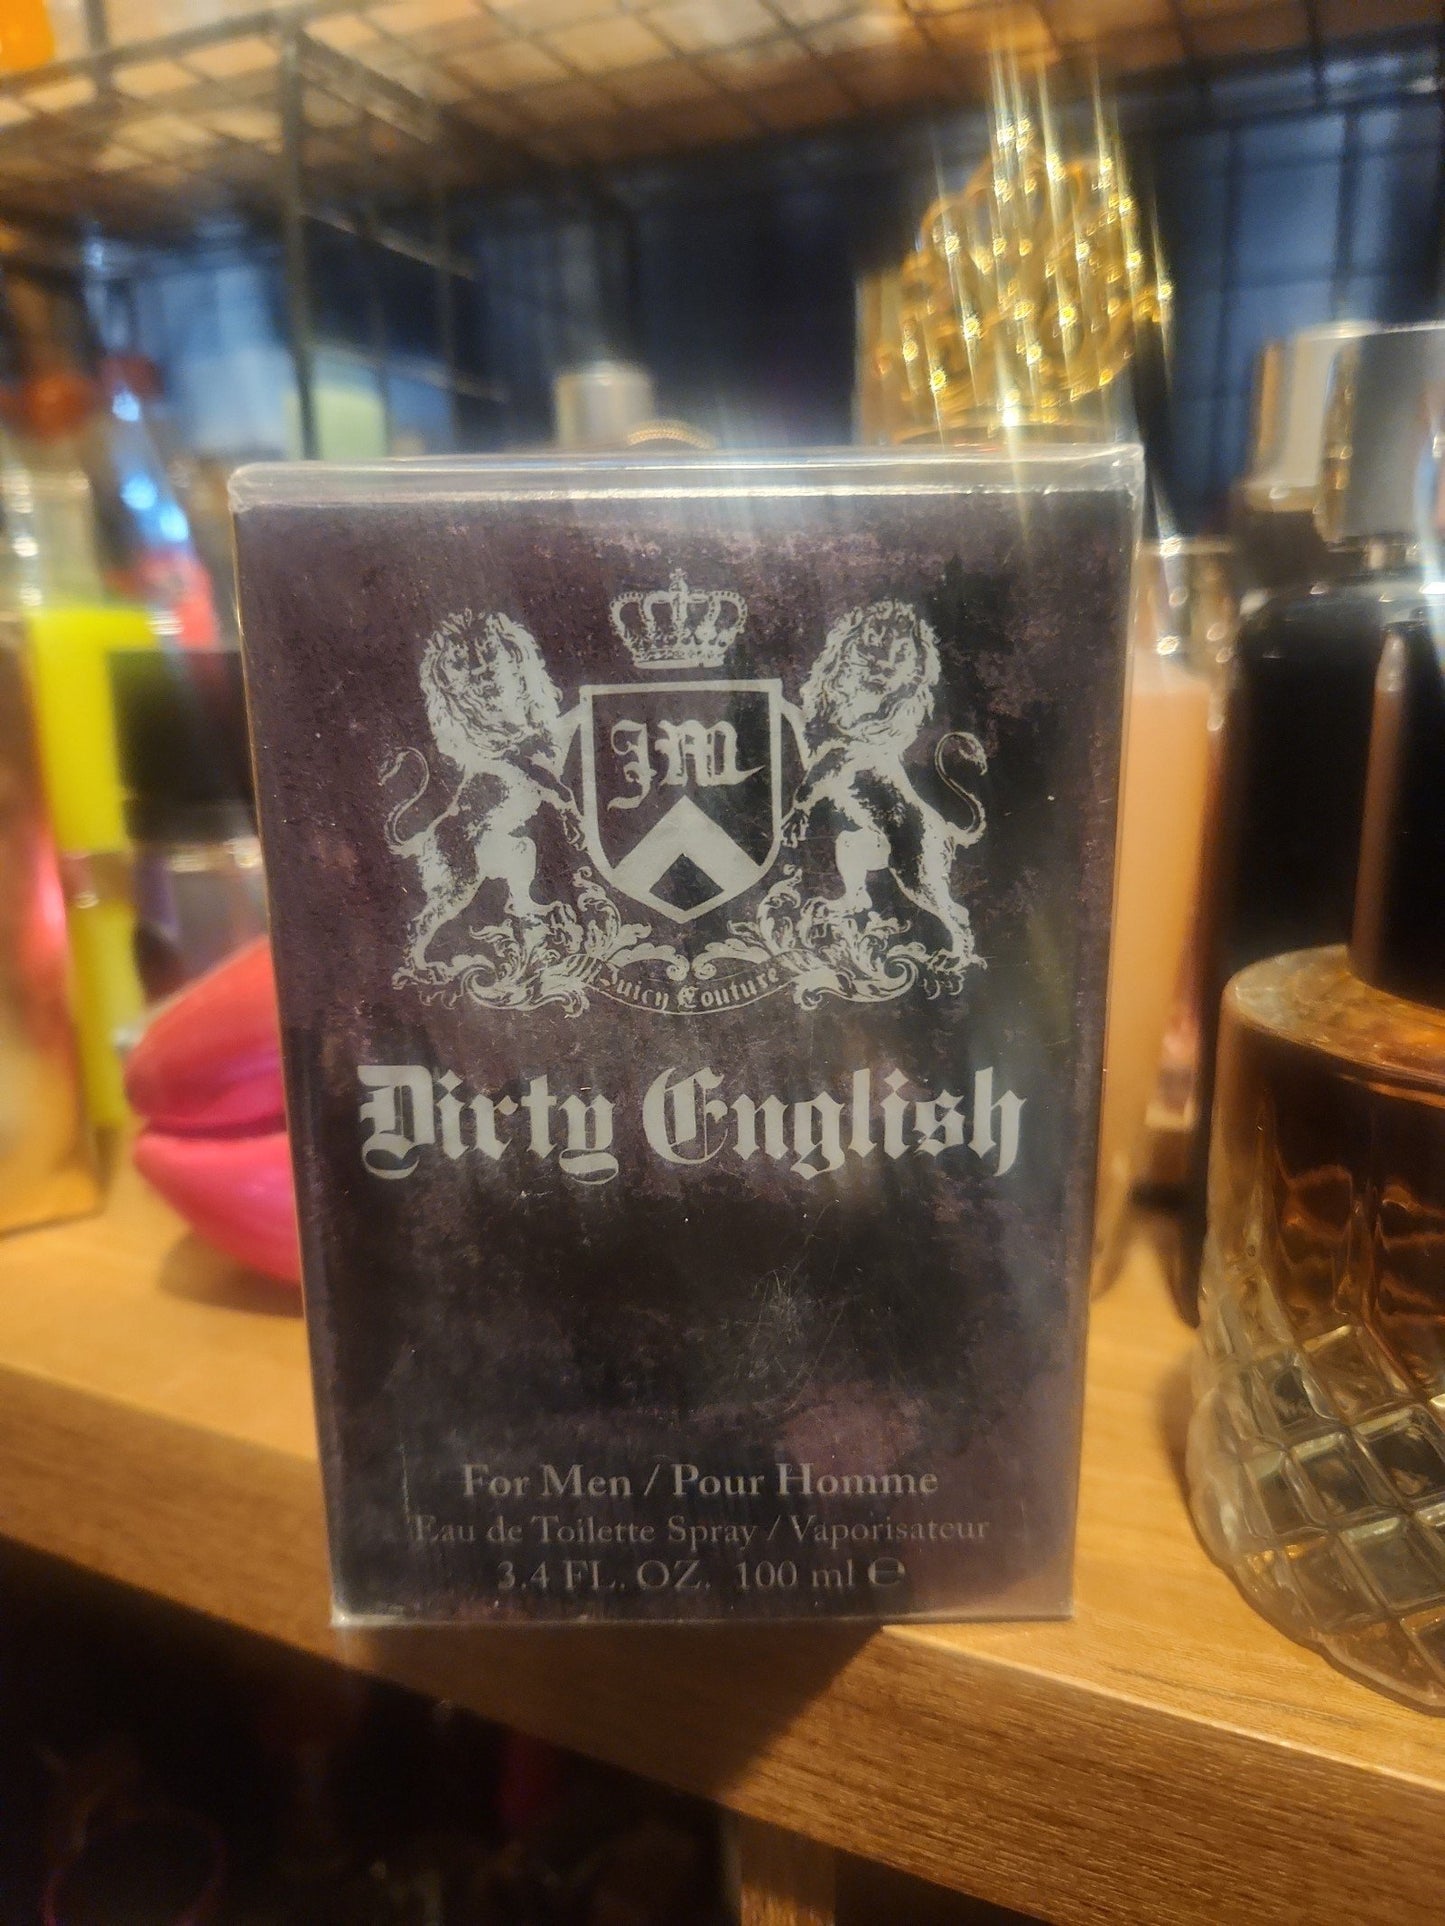 JM
Juicy Couture
Dirty English
For Men / Pour Homme
Eau de Toilette Spray / Vaporisateur
3.4 FL. OZ. 100 ml ℮